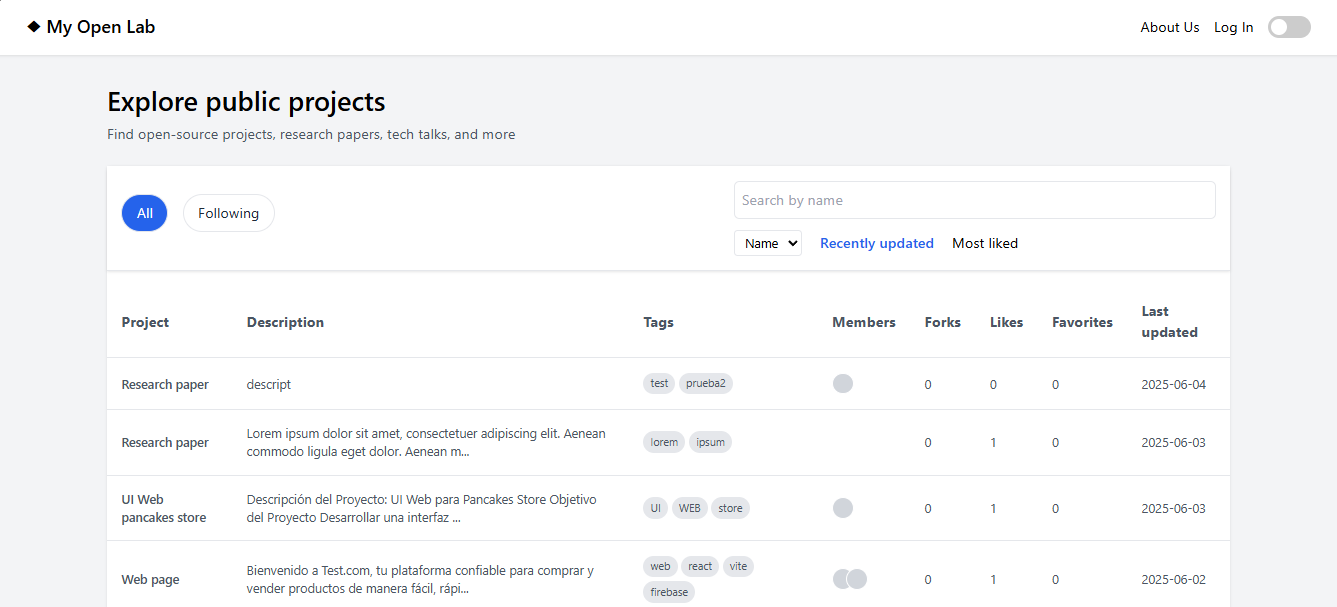 My Open Lab
About Us Log In
Explore public projects
Find open-source projects, research papers, tech talks, and more
All Following
Search by name
Name Recently updated Most liked
Project Description Tags Members Forks Likes Favorites Last updated
Research paper descript test prueba2 0 0 0 2025-06-04
Research paper Lorem ipsum dolor sit amet, consectetuer adipiscing elit. Aenean
commodo ligula eget dolor. Aenean m... lorem ipsum 0 1 0 2025-06-03
UI Web
pancakes store Descripción del Proyecto: UI Web para Pancakes Store Objetivo
del Proyecto Desarrollar una interfaz ... UI WEB store 0 1 0 2025-06-03
Web page Bienvenido a Test.com, tu plataforma confiable para comprar y
vender productos de manera fácil, rápi... web react vite
firebase 0 1 0 2025-06-02